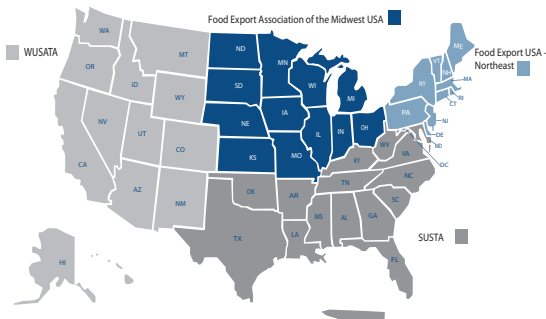 Food Export Association of the Midwest USA
WUSATA
Food Export USA -
Northeast
SUSTA
WA
OR
ID
MT
WY
NV
UT
CO
CA
AZ
NM
HI
ND
MN
SD
WI
MI
NE
IA
IL
IN
OH
KS
MO
ME
VT
NH
NY
MA
RI
CT
PA
NJ
DE
MD
DC
WV
VA
KY
NC
TN
SC
OK
AR
MS
AL
GA
TX
LA
FL